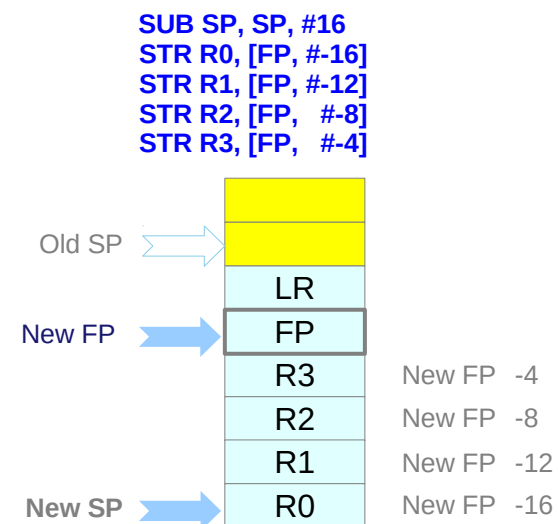 SUB SP, SP, #16
STR R0, [FP, #-16]
STR R1, [FP, #-12]
STR R2, [FP, #-8]
STR R3, [FP, #-4]
Old SP
LR
New FP FP
R3 New FP -4
R2 New FP -8
R1 New FP -12
New SP R0 New FP -16